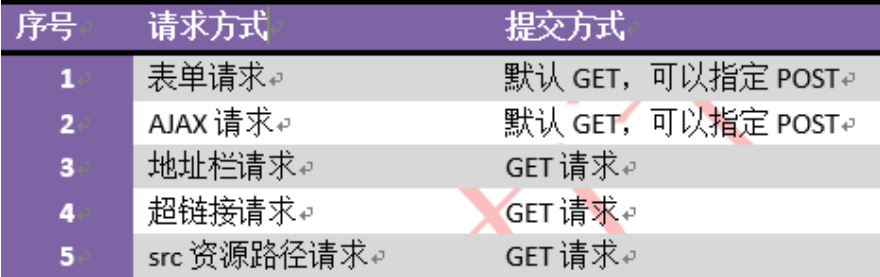 序号 请求方式 提交方式
1 表单请求 默认 GET，可以指定 POST
2 AJAX 请求 默认 GET，可以指定 POST
3 地址栏请求 GET 请求
4 超链接请求 GET 请求
5 src 资源路径请求 GET 请求